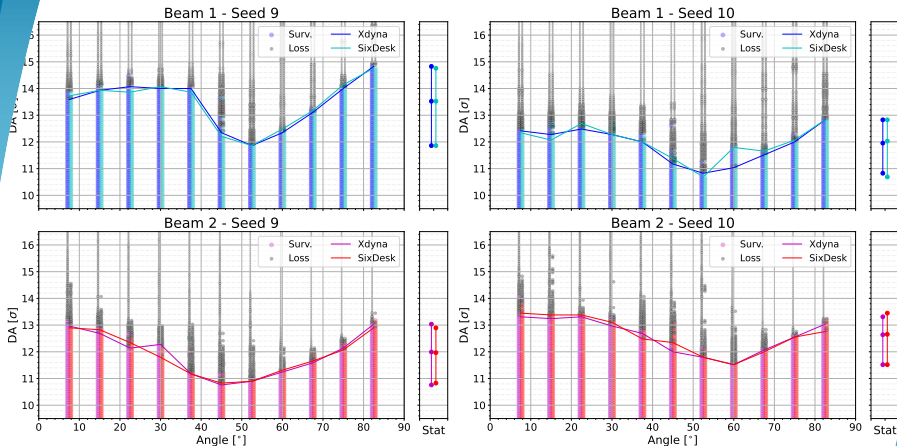 Beam 1 - Seed 9
Beam 1 - Seed 10
16
15
14
13
12
11
10
DA [σ]
Surv.
Loss
Xdyna
SixDesk
16
15
14
13
12
11
10
DA [σ]
Surv.
Loss
Xdyna
SixDesk
Beam 2 - Seed 9
Beam 2 - Seed 10
16
15
14
13
12
11
10
DA [σ]
Surv.
Loss
Xdyna
SixDesk
16
15
14
13
12
11
10
DA [σ]
Surv.
Loss
Xdyna
SixDesk
0 10 20 30 40 50 60 70 80 90
Angle [°]
Stat
0 10 20 30 40 50 60 70 80 90
Angle [°]
Stat